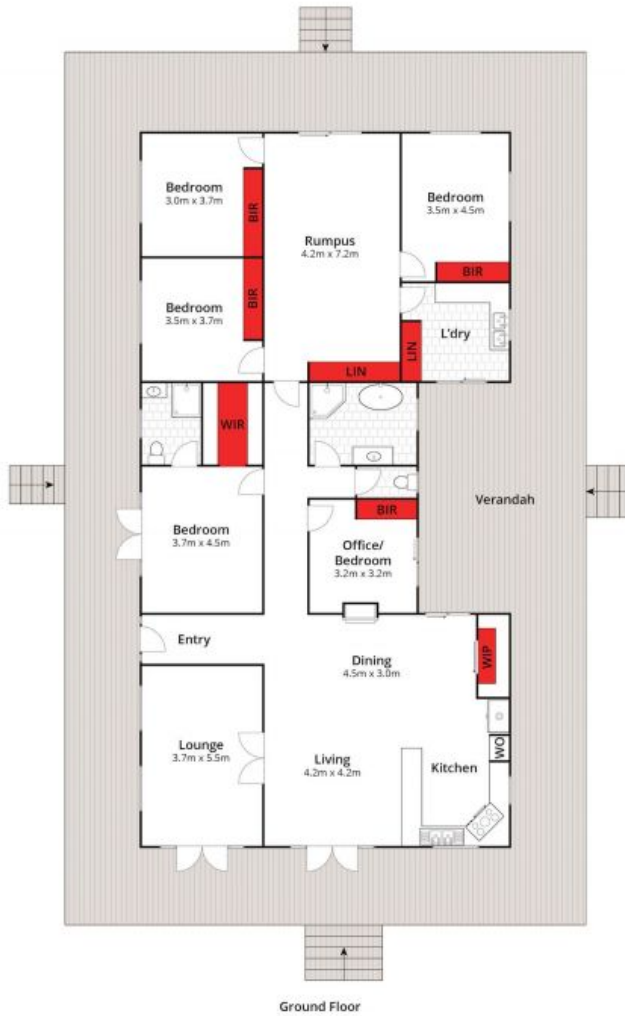 Bedroom
3.0m x 3.7m
BIR
Rumpus
4.2m x 7.2m
Bedroom
3.5m x 4.5m
BIR
Bedroom
3.5m x 3.7m
BIR
L'dry
LIN
LIN
WIR
Verandah
Bedroom
3.7m x 4.5m
BIR
Office/
Bedroom
3.2m x 3.2m
Entry
Dining
4.5m x 3.0m
WIP
Lounge
3.7m x 5.5m
Living
4.2m x 4.2m
Kitchen
WO
Ground Floor